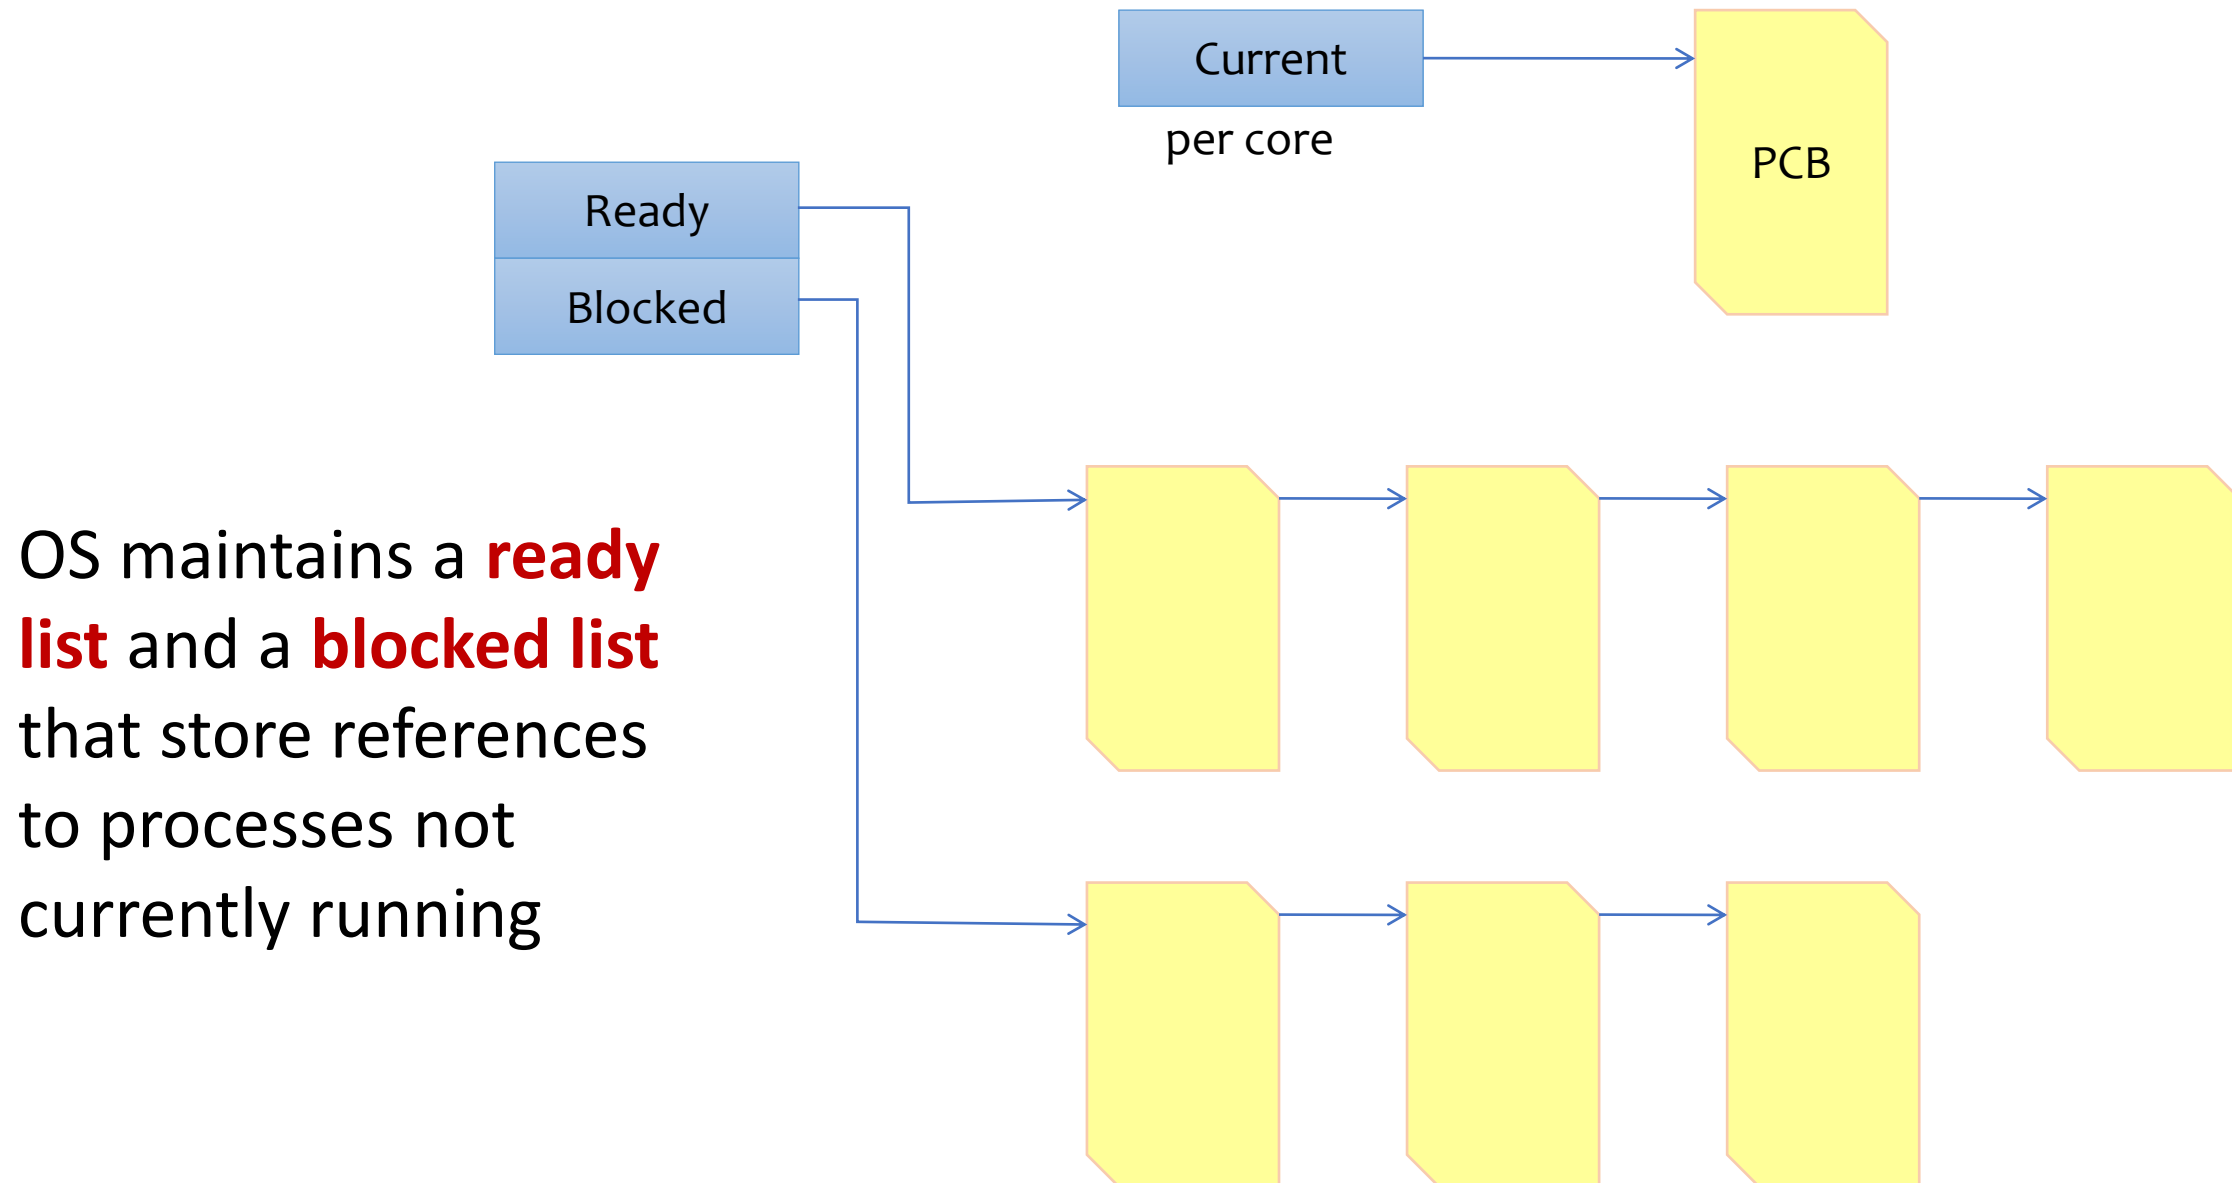 Current
per core
PCB
Ready
Blocked
OS maintains a ready
list and a blocked list
that store references
to processes not
currently running